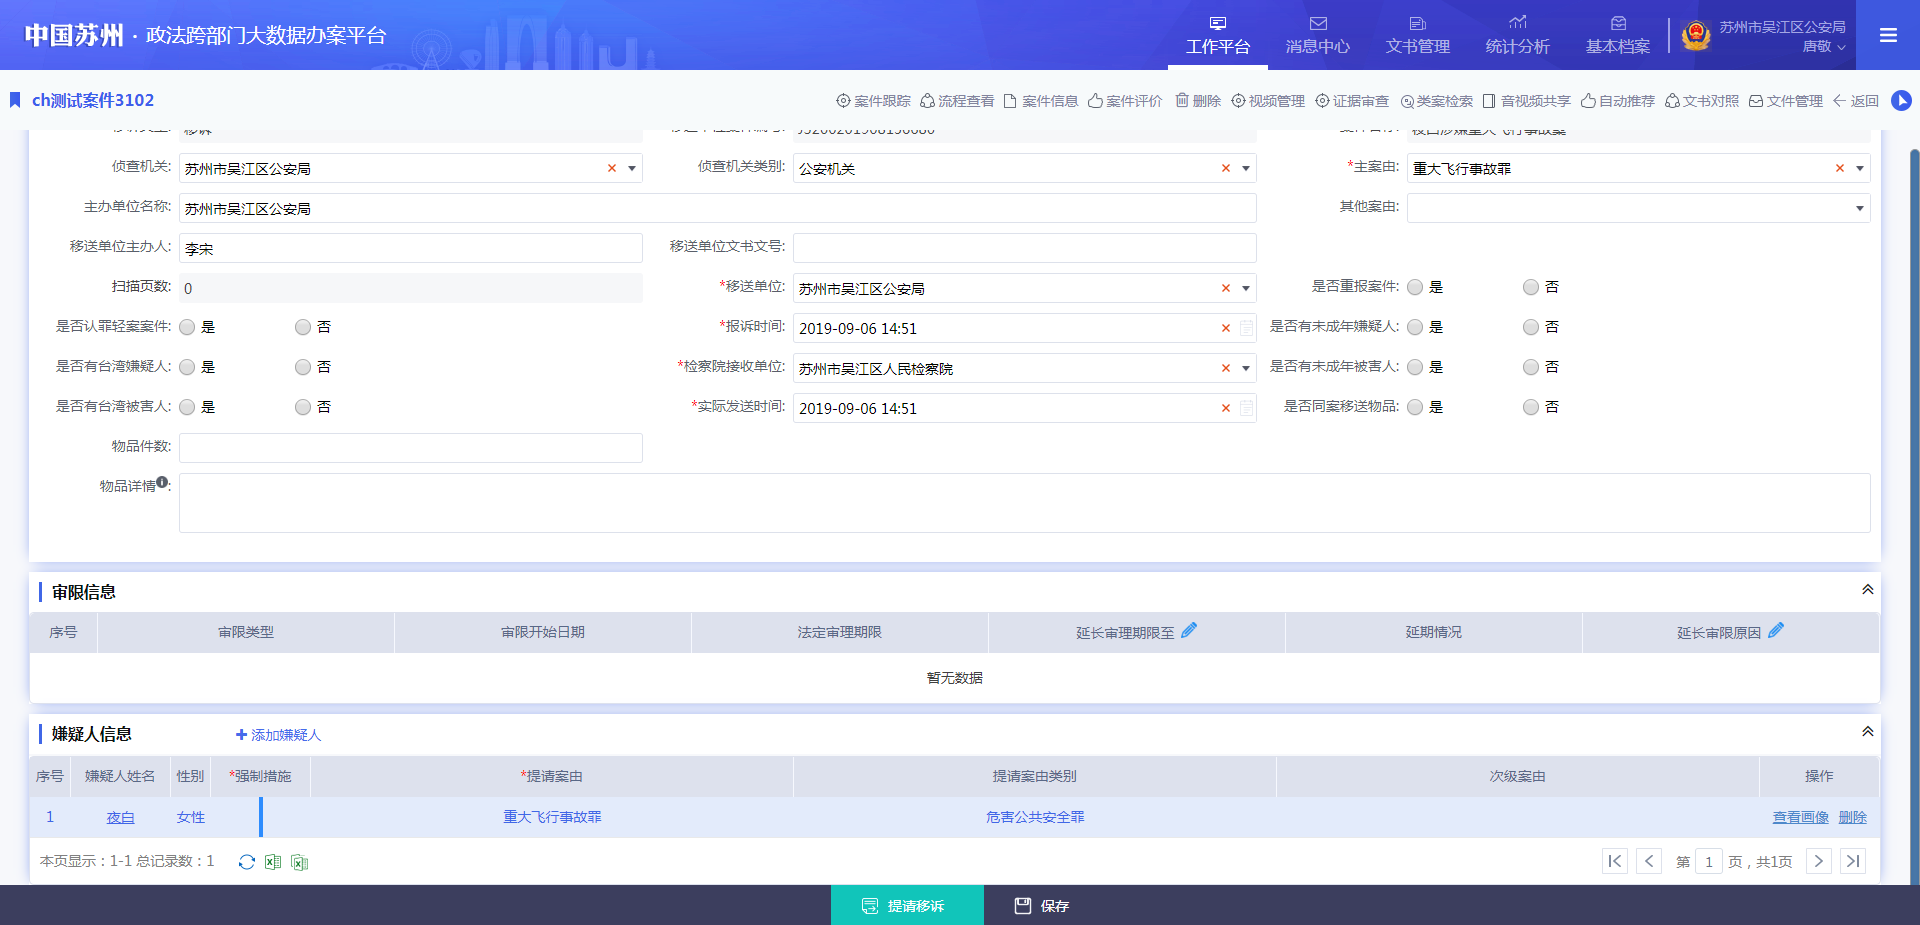 中国苏州 · 政法跨部门大数据办案平台
工作平台 消息中心 文书管理 统计分析 基本档案 苏州市吴江区公安局
唐敬
ch测试案件3102 案件跟踪 流程查看 案件信息 案件评价 删除 视频管理 证据审查 类案检索 音视频共享 自动推荐 文书对照 文件管理 返回
侦查机关: 苏州市吴江区公安局 侦查机关类别: 公安机关 *主案由: 重大飞行事故罪
主办单位名称: 苏州市吴江区公安局 其他案由:
移送单位主办人: 李宋 移送单位文书文号:
扫描页数: 0 *移送单位: 苏州市吴江区公安局 是否重报案件: 是 否
是否认罪轻案案件: 是 否 *报诉时间: 2019-09-06 14:51 是否有未成年嫌疑人: 是 否
是否有台湾嫌疑人: 是 否 *检察院接收单位: 苏州市吴江区人民检察院 是否有未成年被害人: 是 否
是否有台湾被害人: 是 否 *实际发送时间: 2019-09-06 14:51 是否同案移送物品: 是 否
物品件数:
物品详情:
审限信息
序号 审限类型 审限开始日期 法定审理期限 延长审理期限至 延期情况 延长审限原因
暂无数据
嫌疑人信息 添加嫌疑人
序号 嫌疑人姓名 性别 *强制措施 *提请案由 提请案由类别 次级案由 操作
1 夜白 女性 重大飞行事故罪 危害公共安全罪 查看画像 删除
本页显示：1-1 总记录数：1 第 1 页，共1页
提请移诉 保存